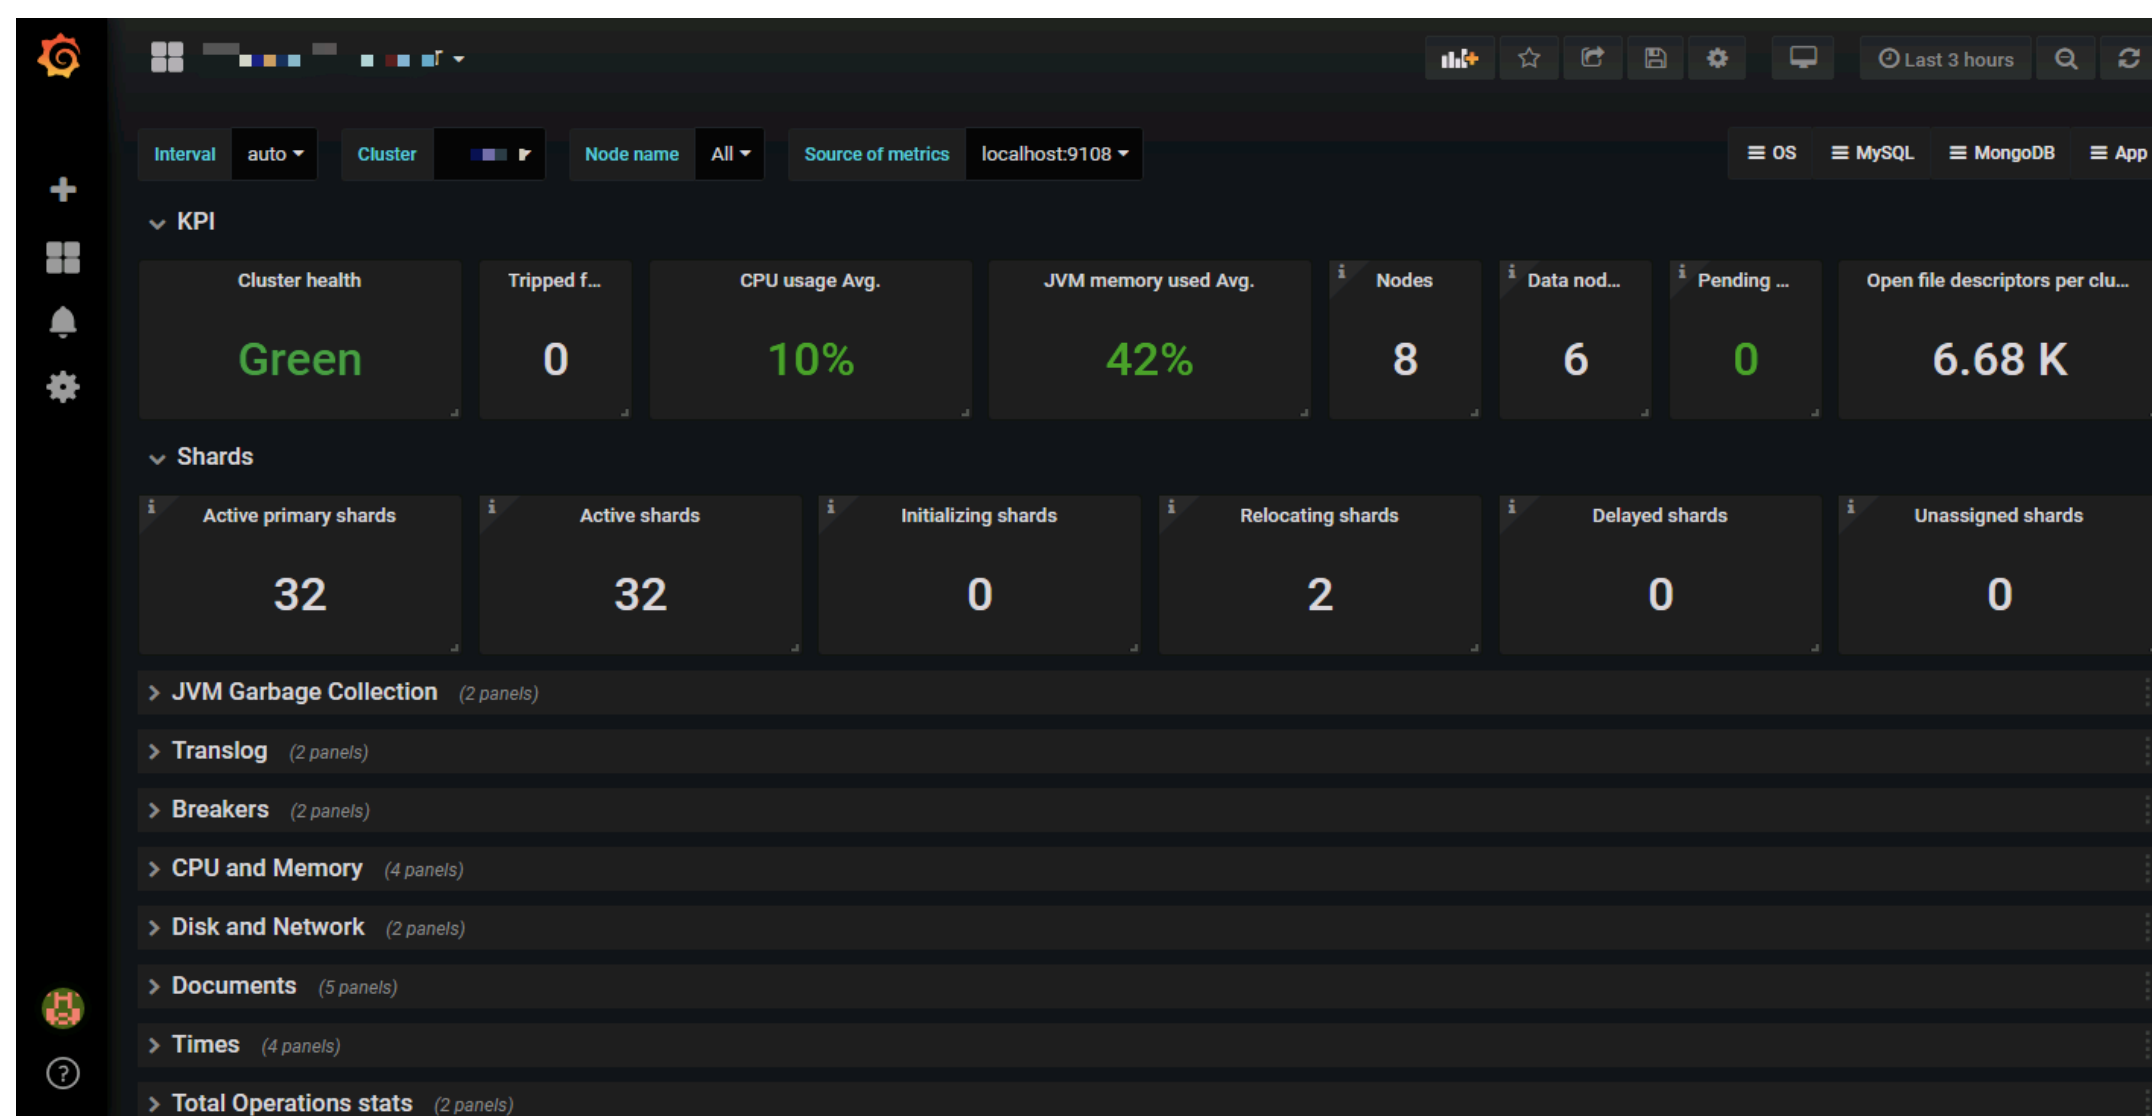 Last 3 hours
Interval auto Cluster Node name All Source of metrics localhost:9108 OS MySQL MongoDB App
KPI
Cluster health Tripped f... CPU usage Avg. JVM memory used Avg. Nodes Data nod... Pending ... Open file descriptors per clu...
Green 0 10% 42% 8 6 0 6.68 K
Shards
Active primary shards Active shards Initializing shards Relocating shards Delayed shards Unassigned shards
32 32 0 2 0 0
JVM Garbage Collection (2 panels)
Translog (2 panels)
Breakers (2 panels)
CPU and Memory (4 panels)
Disk and Network (2 panels)
Documents (5 panels)
Times (4 panels)
Total Operations stats (2 panels)